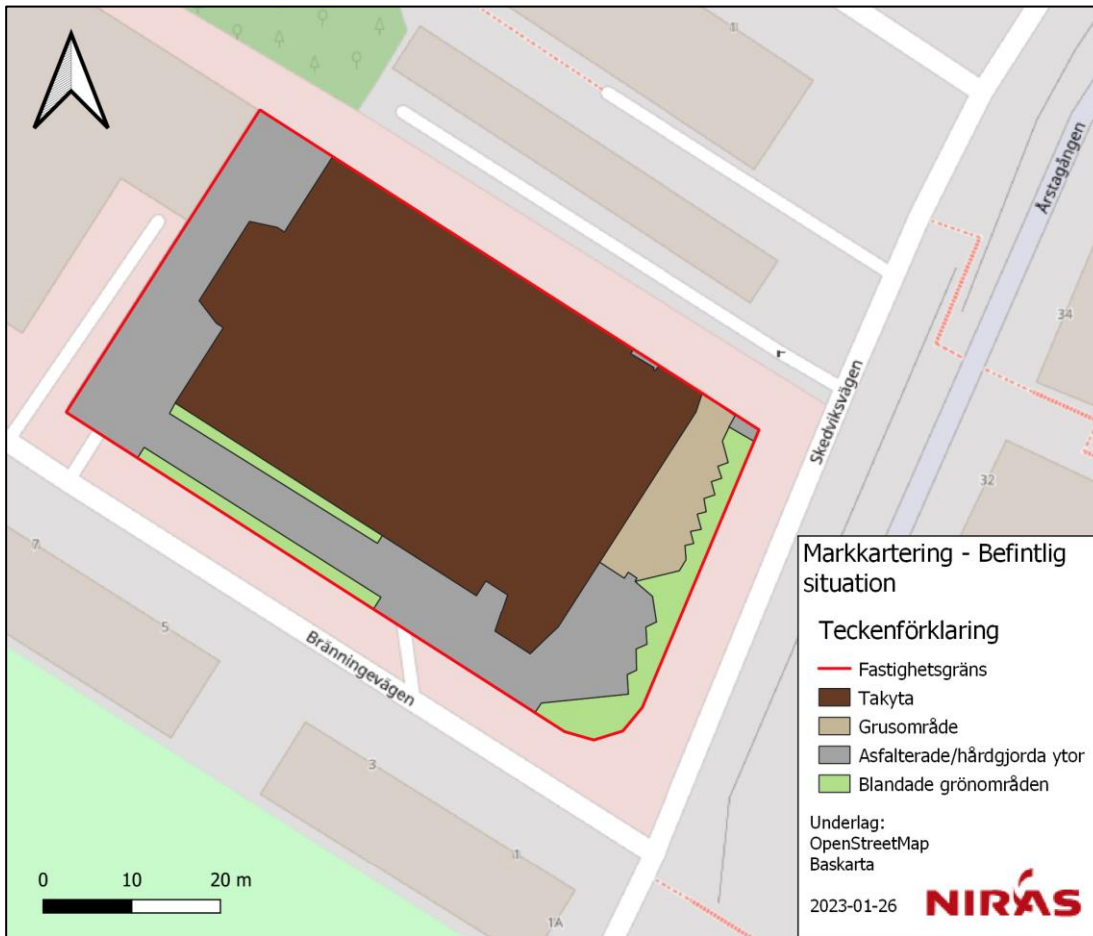 1
Årstagången
34
Skedviksvägen
32
7
5
Bränningevägen
3
1
1A
0 10 20 m
Markkartering - Befintlig
situation
Teckenförklaring
Fastighetsgräns
Takyta
Grusområde
Asfalterade/hårdgjorda ytor
Blandade grönområden
Underlag:
OpenStreetMap
Baskarta
2023-01-26
NIRAS